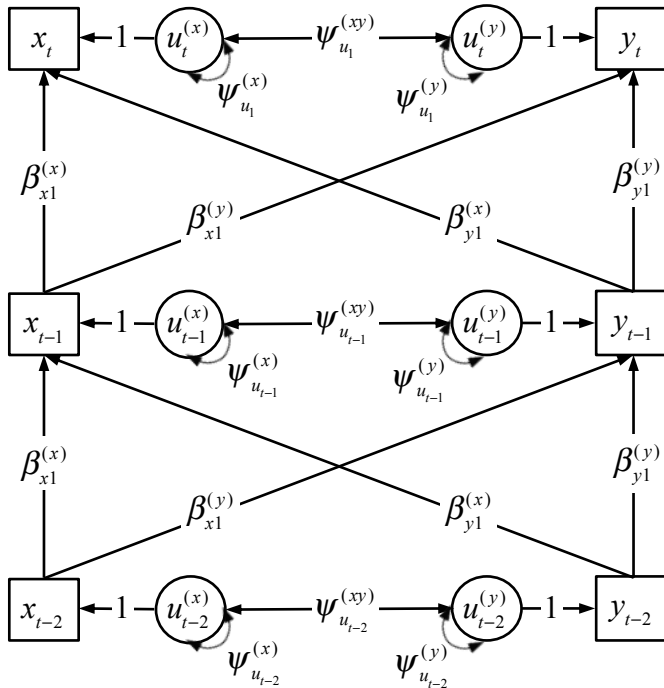 x_t 1 u_t^{(x)} ψ_{u_1}^{(xy)} u_t^{(y)} 1 y_t
ψ_{u_1}^{(x)} ψ_{u_1}^{(y)}
β_{x1}^{(x)} β_{x1}^{(y)} β_{y1}^{(x)} β_{y1}^{(y)}
x_{t-1} 1 u_{t-1}^{(x)} ψ_{u_{t-1}}^{(xy)} u_{t-1}^{(y)} 1 y_{t-1}
ψ_{u_{t-1}}^{(x)} ψ_{u_{t-1}}^{(y)}
β_{x1}^{(x)} β_{x1}^{(y)} β_{y1}^{(x)} β_{y1}^{(y)}
x_{t-2} 1 u_{t-2}^{(x)} ψ_{u_{t-2}}^{(xy)} u_{t-2}^{(y)} 1 y_{t-2}
ψ_{u_{t-2}}^{(x)} ψ_{u_{t-2}}^{(y)}